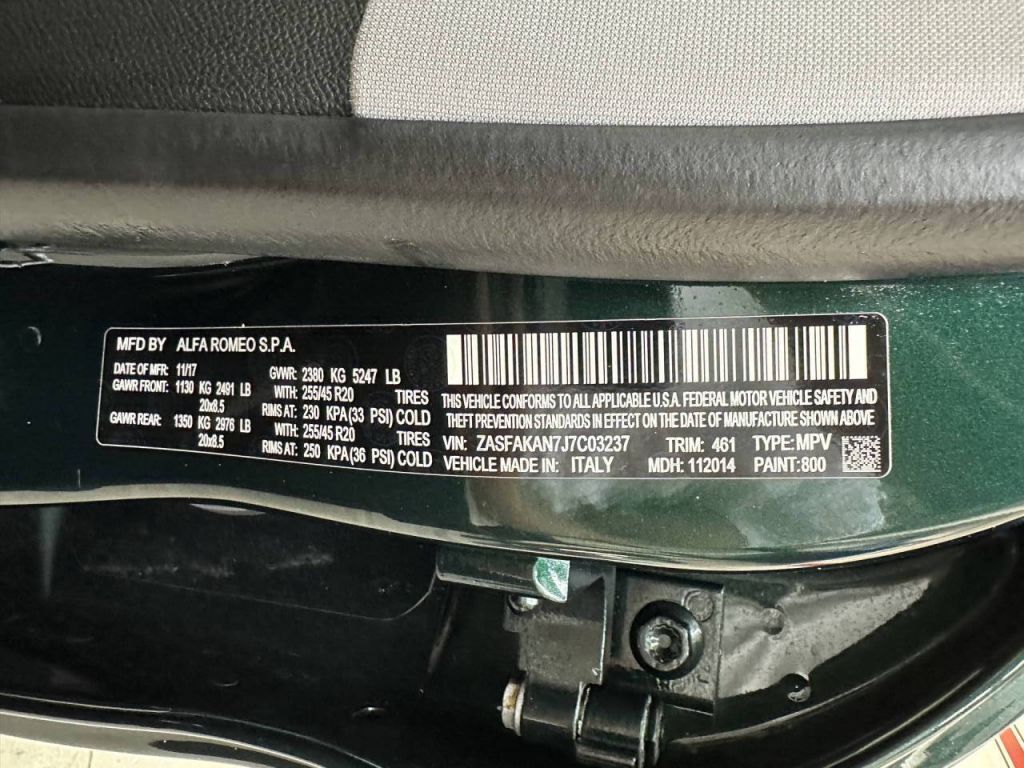 MFD BY ALFA ROMEO S.P.A.
DATE OF MFR: 11/17 GVWR: 2380 KG 5247 LB
GAWR FRONT: 1130 KG 2491 LB WITH: 255/45 R20 TIRES
20x8.5 RIMS AT: 230 KPA (33 PSI) COLD
GAWR REAR: 1350 KG 2976 LB WITH: 255/45 R20 TIRES
20x8.5 RIMS AT: 250 KPA (36 PSI) COLD
THIS VEHICLE CONFORMS TO ALL APPLICABLE U.S.A. FEDERAL MOTOR VEHICLE SAFETY AND
THEFT PREVENTION STANDARDS IN EFFECT ON THE DATE OF MANUFACTURE SHOWN ABOVE
VIN: ZASFAKAN7J7C03237 TRIM: 461 TYPE: MPV
VEHICLE MADE IN: ITALY MDH: 112014 PAINT: 800